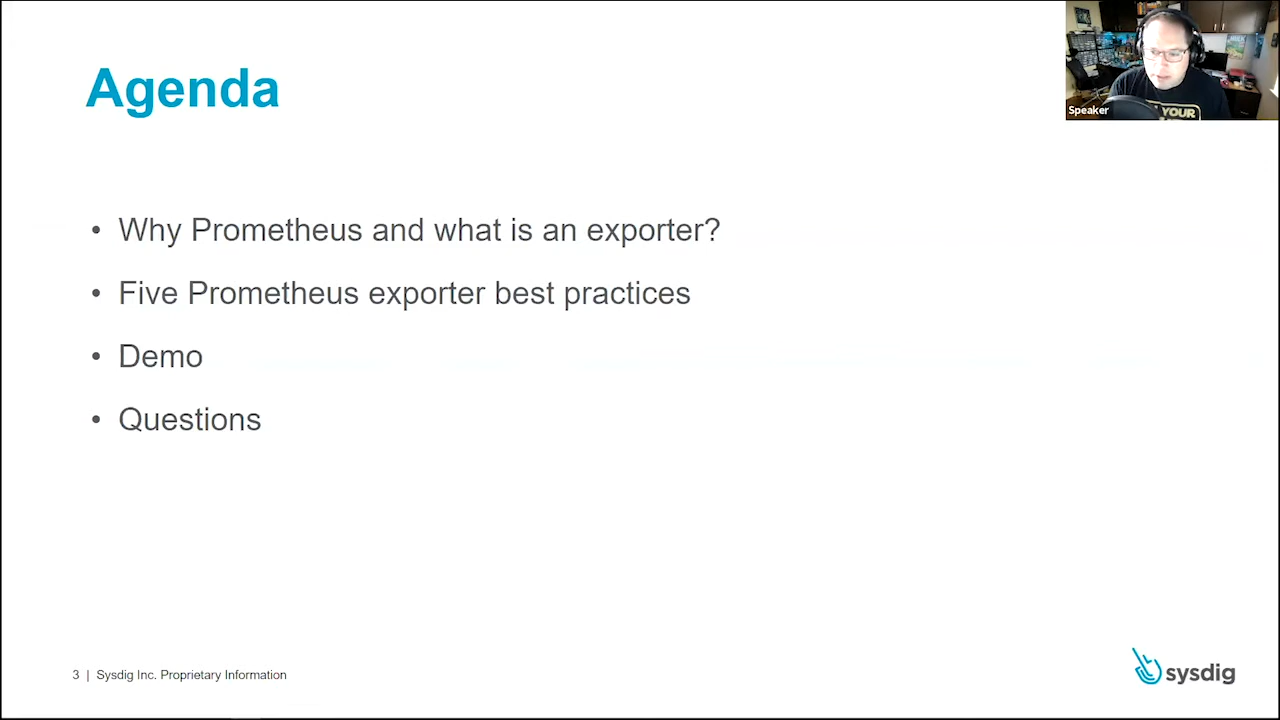 Agenda
Speaker
YOUR
• Why Prometheus and what is an exporter?
• Five Prometheus exporter best practices
• Demo
• Questions
3 | Sysdig Inc. Proprietary Information
sysdig